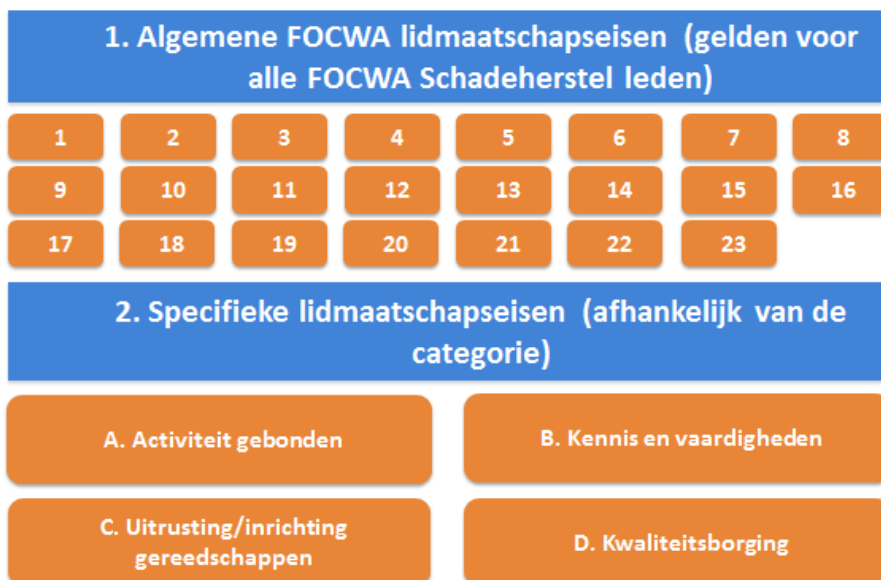 1. Algemene FOCWA lidmaatschapseisen (gelden voor
alle FOCWA Schadeherstel leden)
1 2 3 4 5 6 7 8
9 10 11 12 13 14 15 16
17 18 19 20 21 22 23
2. Specifieke lidmaatschapseisen (afhankelijk van de
categorie)
A. Activiteit gebonden
B. Kennis en vaardigheden
C. Uitrusting/inrichting
gereedschappen
D. Kwaliteitsborging